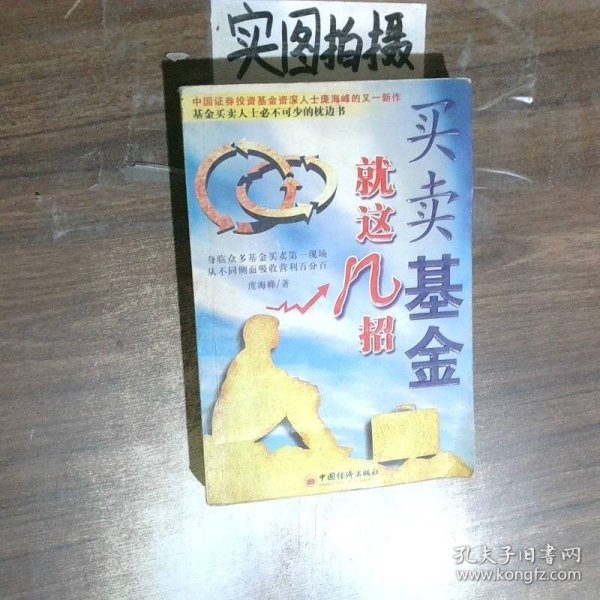 实图拍摄
中国证券投资基金资深人士庞海峰的又一新作
基金买卖人士必不可少的枕边书
买卖基金
就这几招
身临众多基金买卖第一现场
从不同侧面吸收营利百分百
庞海峰/著
中国经济出版社
孔夫子旧书网
www.kongfz.com